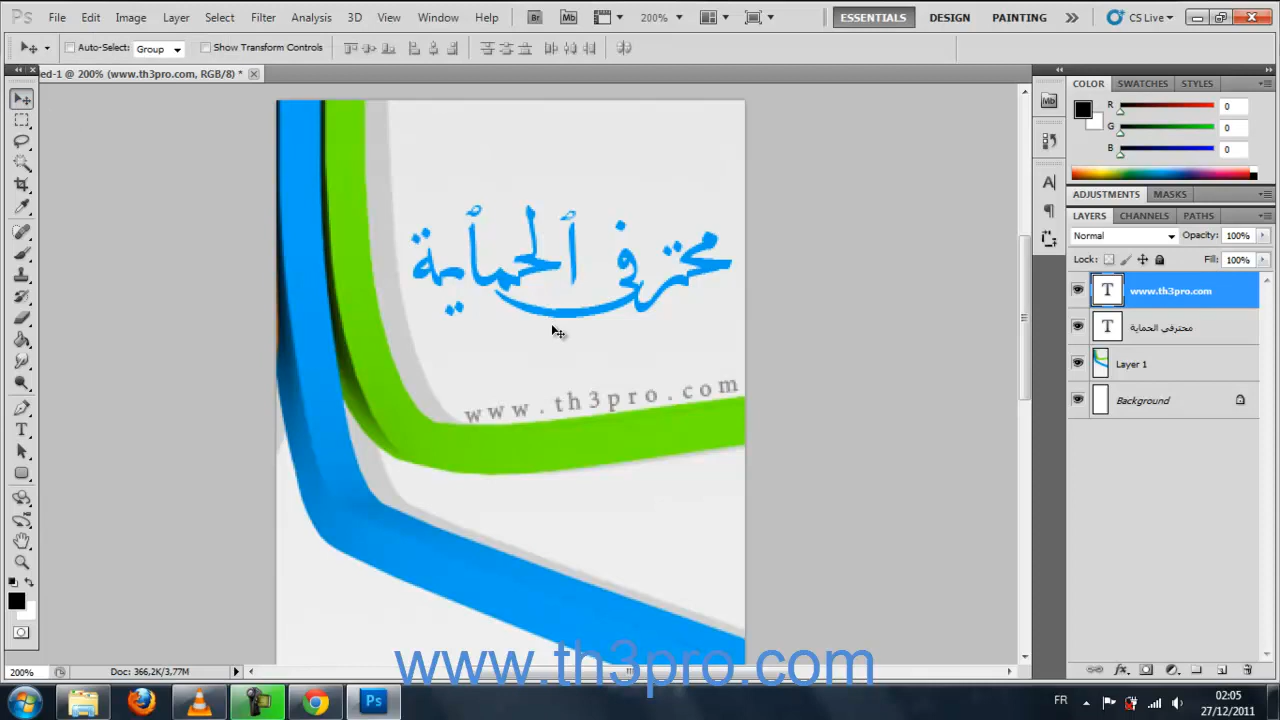 Ps File Edit Image Layer Select Filter Analysis 3D View Window Help Br Mb 200% ESSENTIALS DESIGN PAINTING CS Live
Auto-Select: Group Show Transform Controls
ed-1 @ 200% (www.th3pro.com, RGB/8) *
COLOR SWATCHES STYLES
R 0
G 0
B 0
ADJUSTMENTS MASKS
LAYERS CHANNELS PATHS
Normal Opacity: 100%
Lock: Fill: 100%
T www.th3pro.com
T محترفي الحماية
Layer 1
Background
محترفي الحماية
www.th3pro.com
200% Doc: 366,2K/3,77M
www.th3pro.com
Ps FR 02:05
27/12/2011